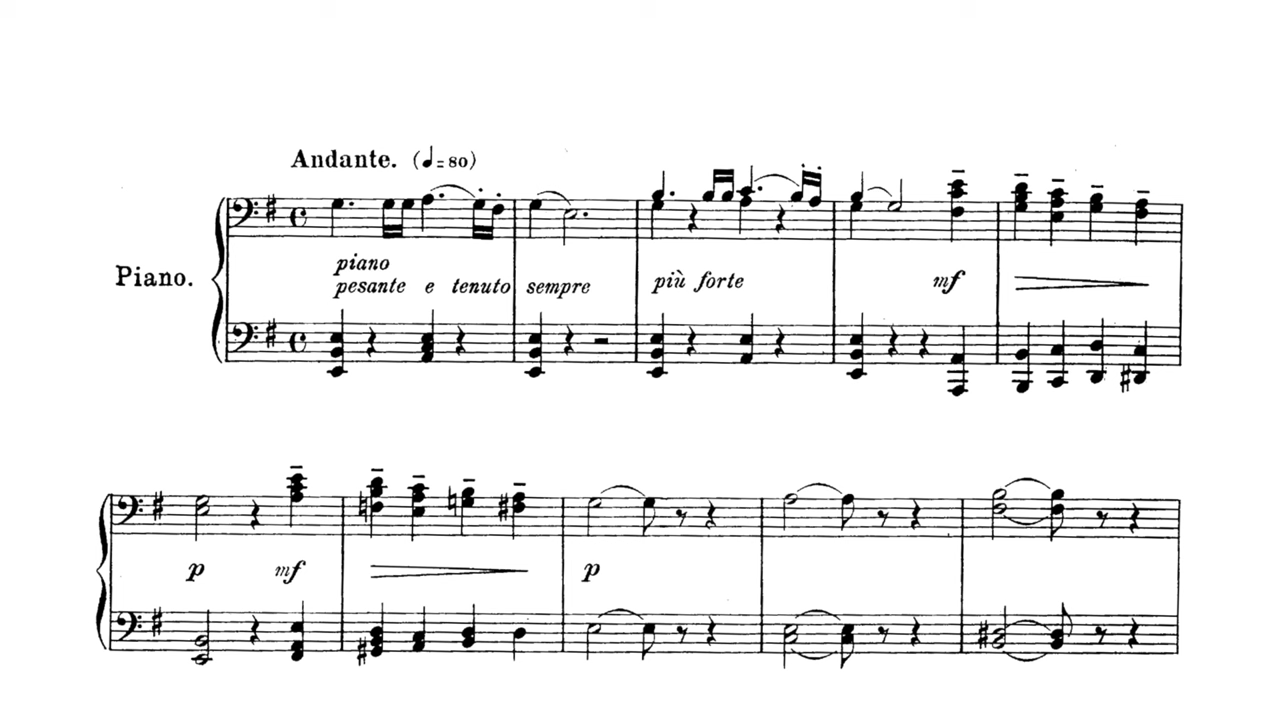 Andante. (♩=80)
Piano.
piano
pesante e tenuto sempre
più forte
mf
p
mf
p